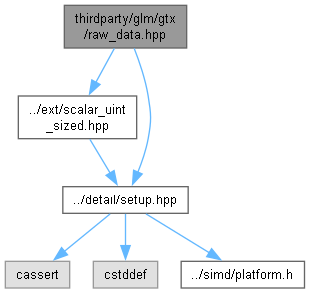 thirdparty/glm/gtx
/raw_data.hpp
../ext/scalar_uint
_sized.hpp
../detail/setup.hpp
cassert
cstddef
../simd/platform.h